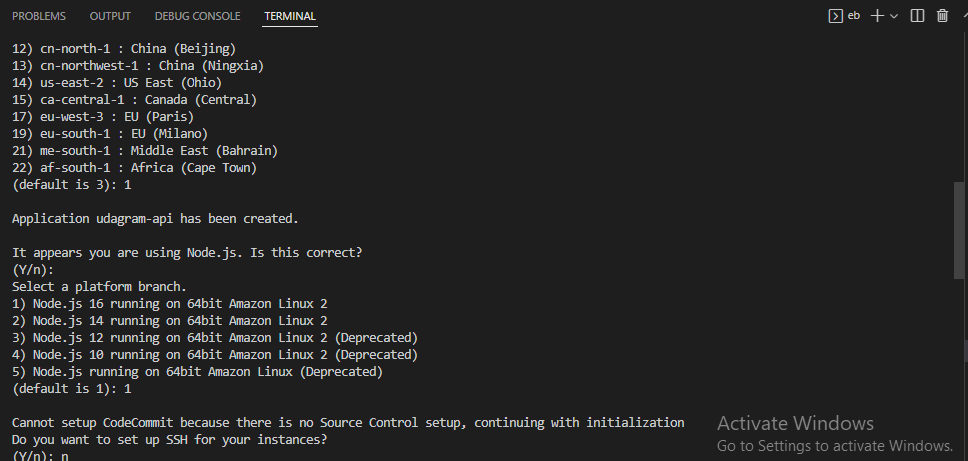 PROBLEMS OUTPUT DEBUG CONSOLE TERMINAL eb
12) cn-north-1 : China (Beijing)
13) cn-northwest-1 : China (Ningxia)
14) us-east-2 : US East (Ohio)
15) ca-central-1 : Canada (Central)
17) eu-west-3 : EU (Paris)
19) eu-south-1 : EU (Milano)
21) me-south-1 : Middle East (Bahrain)
22) af-south-1 : Africa (Cape Town)
(default is 3): 1
Application udagram-api has been created.
It appears you are using Node.js. Is this correct?
(Y/n):
Select a platform branch.
1) Node.js 16 running on 64bit Amazon Linux 2
2) Node.js 14 running on 64bit Amazon Linux 2
3) Node.js 12 running on 64bit Amazon Linux 2 (Deprecated)
4) Node.js 10 running on 64bit Amazon Linux 2 (Deprecated)
5) Node.js running on 64bit Amazon Linux (Deprecated)
(default is 1): 1
Cannot setup CodeCommit because there is no Source Control setup, continuing with initialization
Do you want to set up SSH for your instances?
(Y/n): n
Activate Windows
Go to Settings to activate Windows.